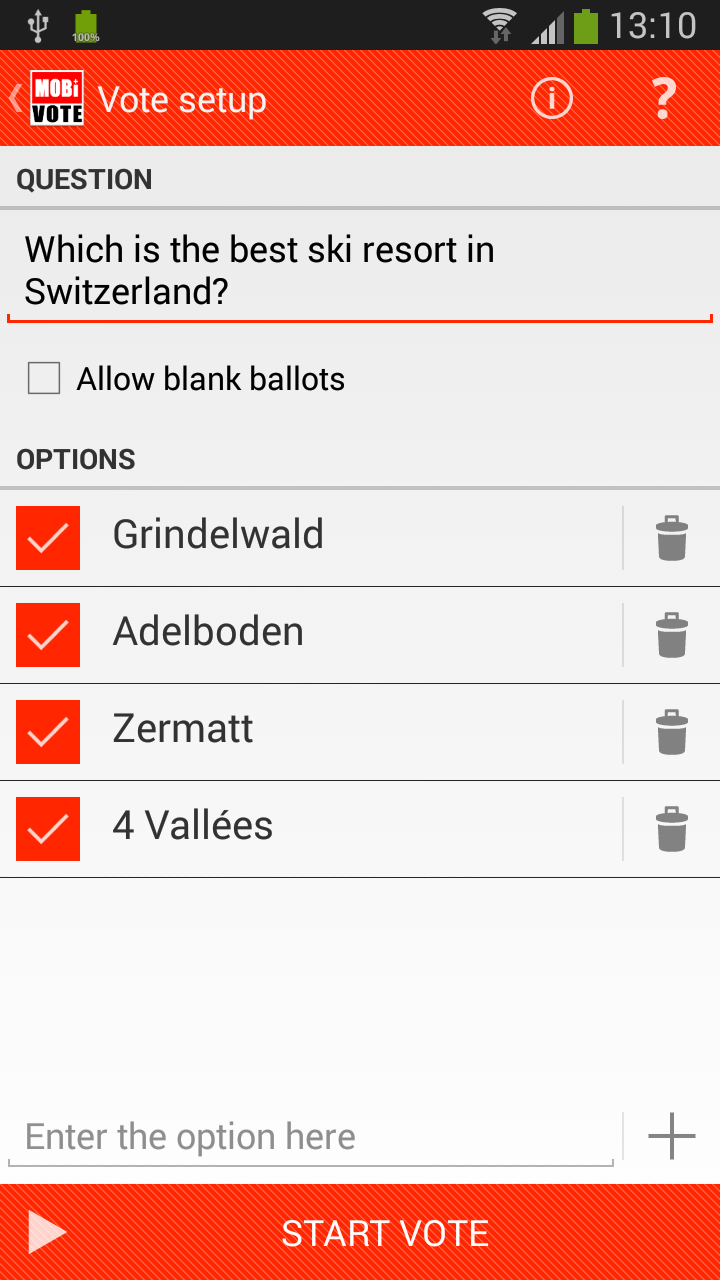 100%
13:10
MOBi
VOTE
Vote setup
i
?
QUESTION
Which is the best ski resort in
Switzerland?
Allow blank ballots
OPTIONS
Grindelwald
Adelboden
Zermatt
4 Vallées
Enter the option here
START VOTE